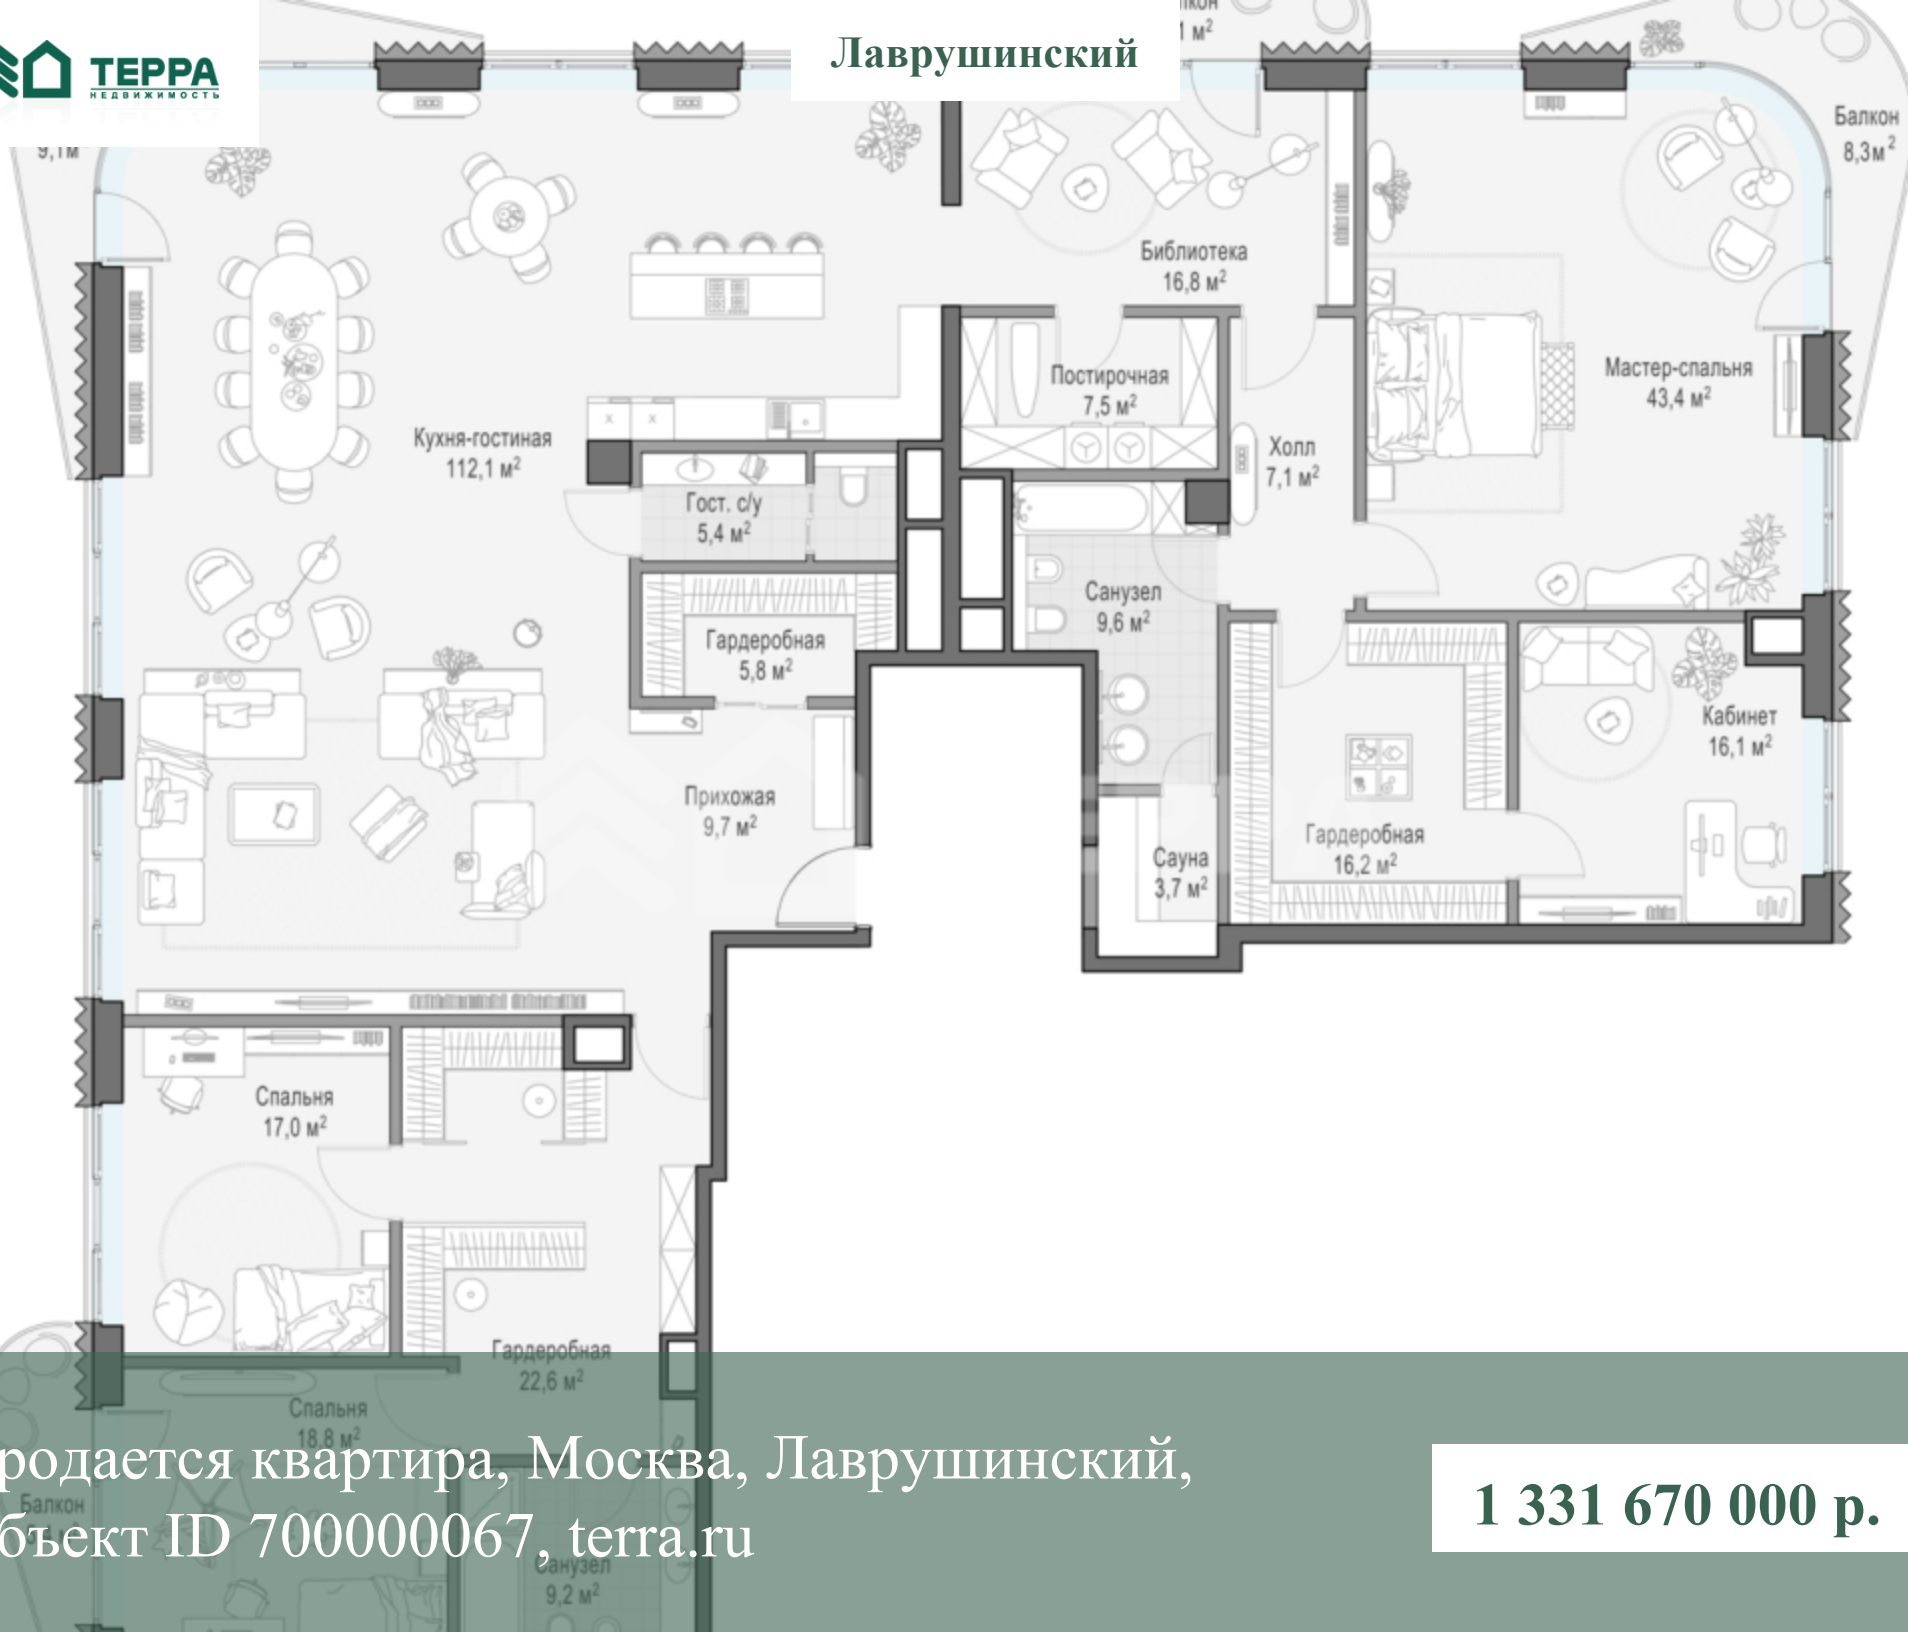 ТЕРРА
НЕДВИЖИМОСТЬ
Лаврушинский
Балкон
8,3м²
9,1м
Библиотека
16,8 м²
Постирочная
7,5 м²
Мастер-спальня
43,4 м²
Кухня-гостиная
112,1 м²
Холл
7,1 м²
Гост. с/у
5,4 м²
Санузел
9,6 м²
Гардеробная
5,8 м²
Кабинет
16,1 м²
Прихожая
9,7 м²
Гардеробная
16,2 м²
Сауна
3,7 м²
Спальня
17,0 м²
Гардеробная
22,6 м²
Спальня
18,8 м²
Балкон
Санузел
9,2 м²
родается квартира, Москва, Лаврушинский,
бъект ID 700000067, terra.ru
1 331 670 000 р.